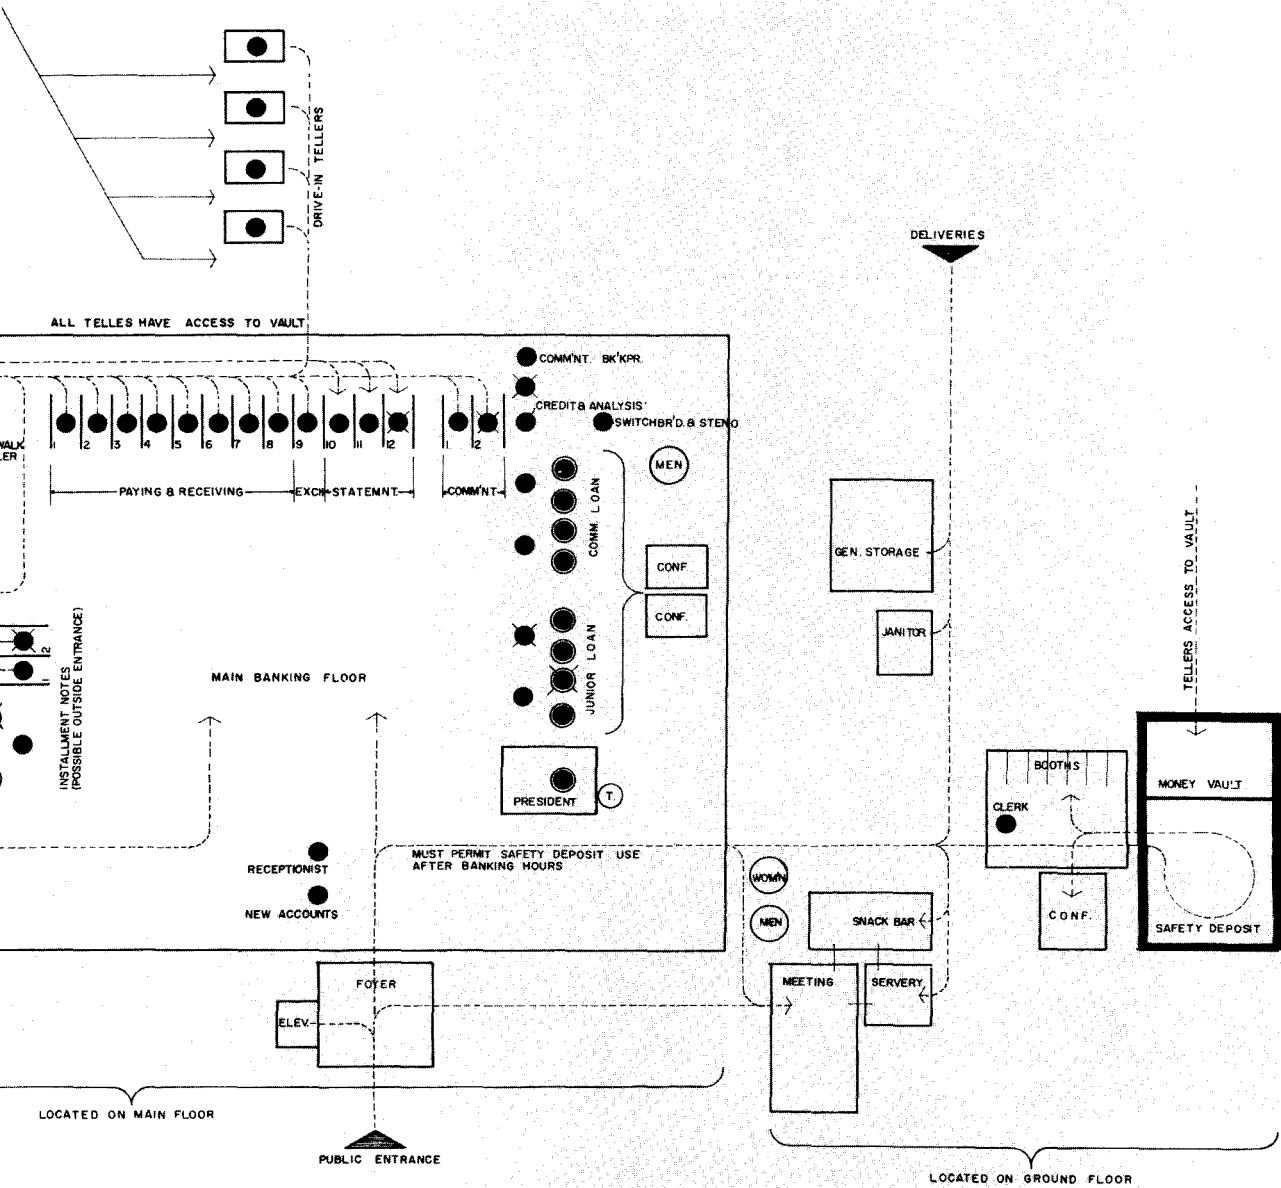 DRIVE-IN TELLERS
DELIVERIES
ALL TELLES HAVE ACCESS TO VAULT
COMM'NT. BK'KPR.
CREDIT & ANALYSIS
SWITCHBR'D. & STENO
1 2 3 4 5 6 7 8 9 10 11 12
1 2
PAYING & RECEIVING
EXCH
STATEMNT.
COMM'NT.
MEN
COMM. LOAN
CONF.
CONF.
JUNIOR LOAN
GEN. STORAGE
JANITOR
TELLERS ACCESS TO VAULT
2
1
INSTALLMENT NOTES
(POSSIBLE OUTSIDE ENTRANCE)
MAIN BANKING FLOOR
PRESIDENT
T.
BOOTHS
CLERK
MONEY VAULT
RECEPTIONIST
NEW ACCOUNTS
MUST PERMIT SAFETY DEPOSIT USE
AFTER BANKING HOURS
WOM'N
MEN
SNACK BAR
CONF.
SAFETY DEPOSIT
FOYER
ELEV.
MEETING
SERVERY
LOCATED ON MAIN FLOOR
PUBLIC ENTRANCE
LOCATED ON GROUND FLOOR